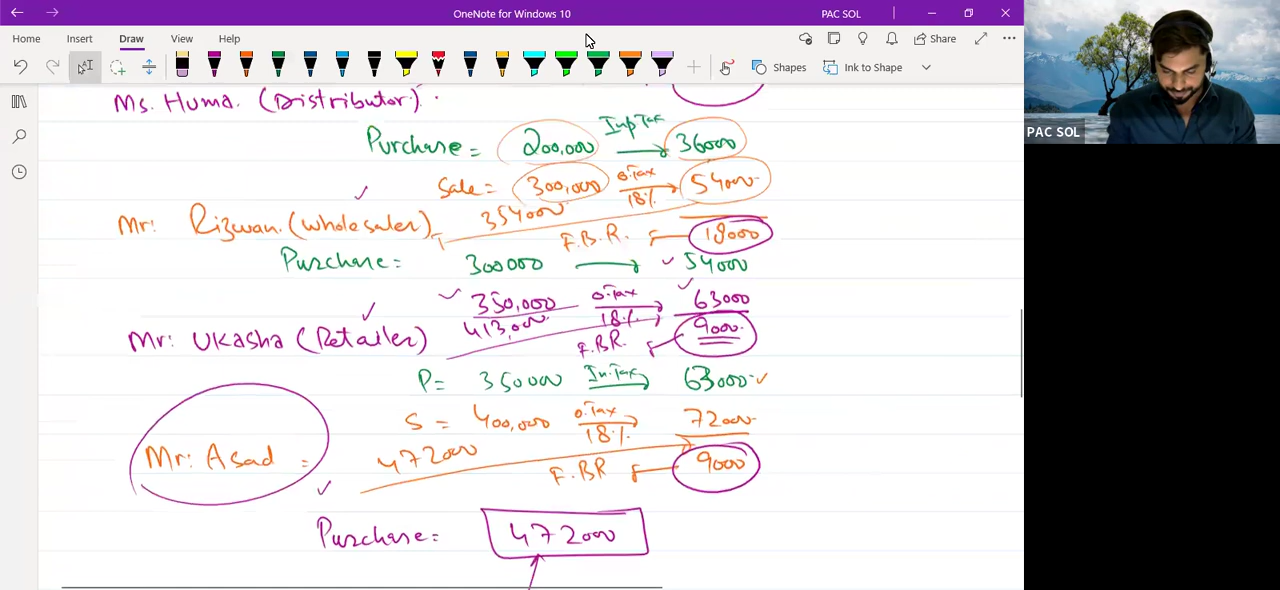 OneNote for Windows 10
PAC SOL
Home Insert Draw View Help
Share
Shapes Ink to Shape
Ms. Huma. (Distributor).
Purchase = 200,000 Inp Tax 36000
Sale = 300,000 O.Tax 18% 54000
354000
Mr: Rizwan. (wholesaler)
F.B.R. 18000
Purchase = 300000 54000
350,000 O.Tax 18% 63000
413,000
Mr: Ukasha (Retailer)
F.B.R. 9000
P = 350000 In.Tax 63000
S = 400,000 O.Tax 18% 72000
472000
Mr: Asad =
F.B.R 9000
Purchase = 472000
PAC SOL